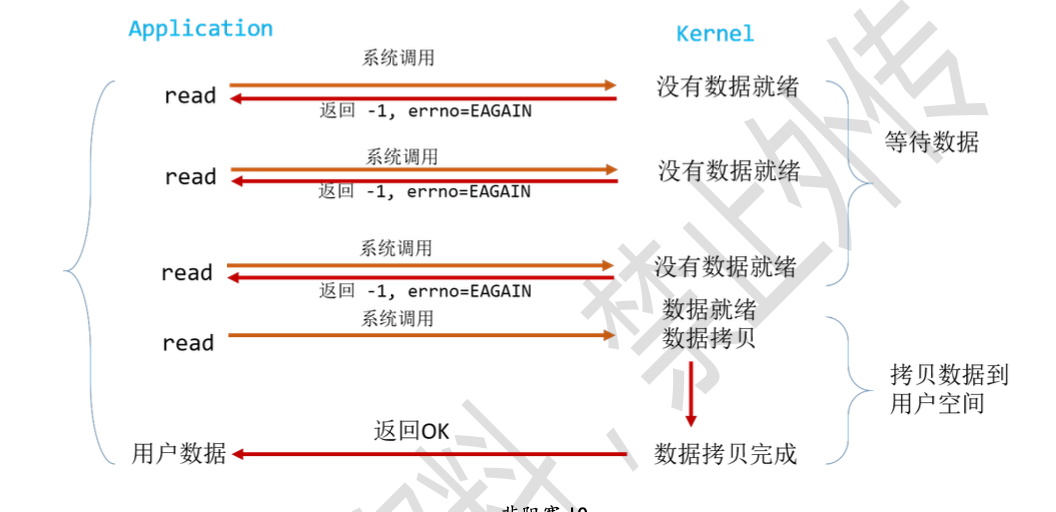 Application
Kernel
系统调用
read
没有数据就绪
返回 -1, errno=EAGAIN
等待数据
系统调用
read
没有数据就绪
返回 -1, errno=EAGAIN
系统调用
read
没有数据就绪
返回 -1, errno=EAGAIN
数据就绪
系统调用
read
数据拷贝
拷贝数据到
用户空间
返回OK
用户数据
数据拷贝完成
料，禁止外传